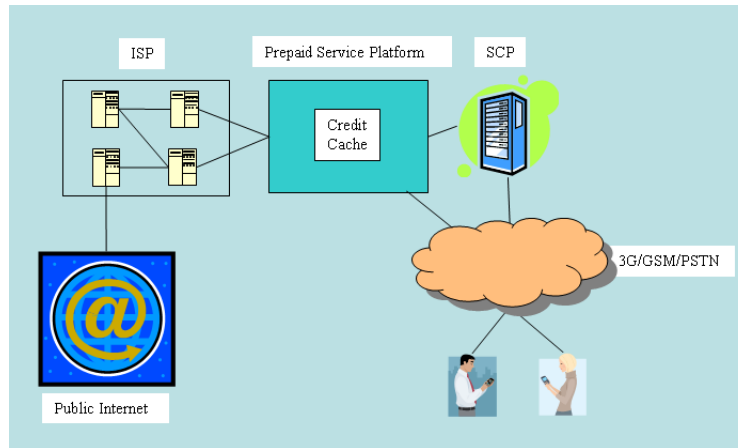 ISP
Prepaid Service Platform
SCP
Credit
Cache
3G/GSM/PSTN
@
Public Internet